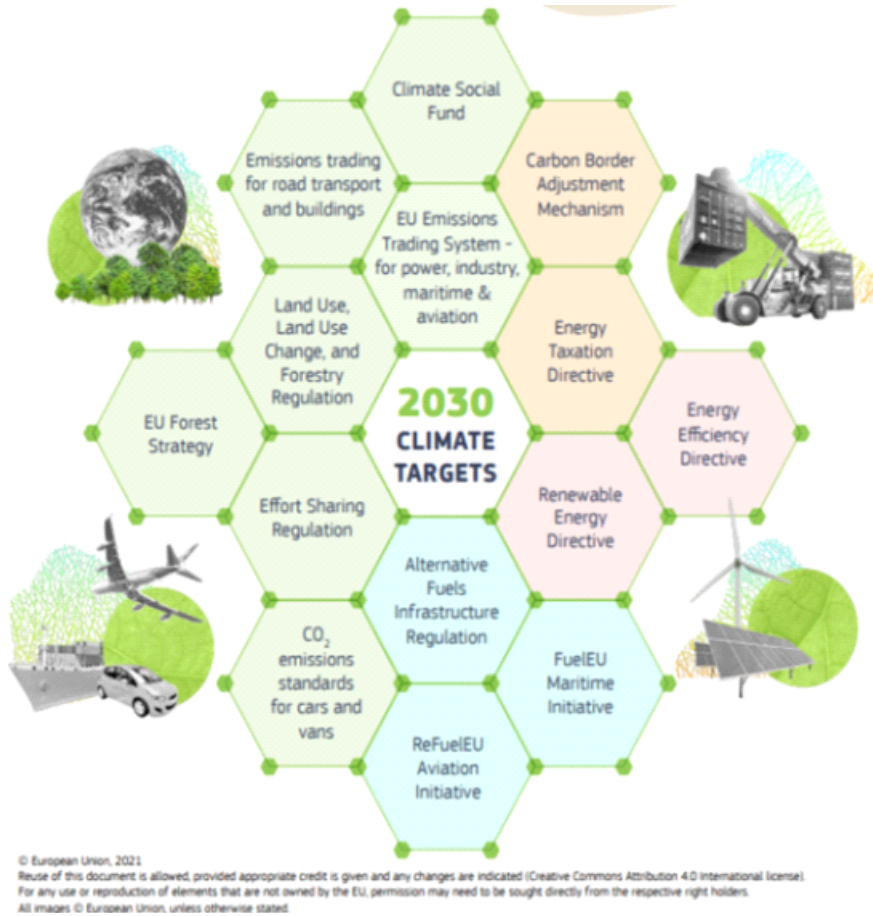 Climate Social
Fund
Emissions trading
for road transport
and buildings
Carbon Border
Adjustment
Mechanism
EU Emissions
Trading System -
for power, industry,
maritime &
aviation
Land Use,
Land Use
Change, and
Forestry
Regulation
Energy
Taxation
Directive
EU Forest
Strategy
2030
CLIMATE
TARGETS
Energy
Efficiency
Directive
Effort Sharing
Regulation
Renewable
Energy
Directive
Alternative
Fuels
Infrastructure
Regulation
CO₂
emissions
standards
for cars and
vans
FuelEU
Maritime
Initiative
ReFuelEU
Aviation
Initiative
© European Union, 2021
Reuse of this document is allowed, provided appropriate credit is given and any changes are indicated (Creative Commons Attribution 4.0 International license).
For any use or reproduction of elements that are not owned by the EU, permission may need to be sought directly from the respective right holders.
All images © European Union, unless otherwise stated.